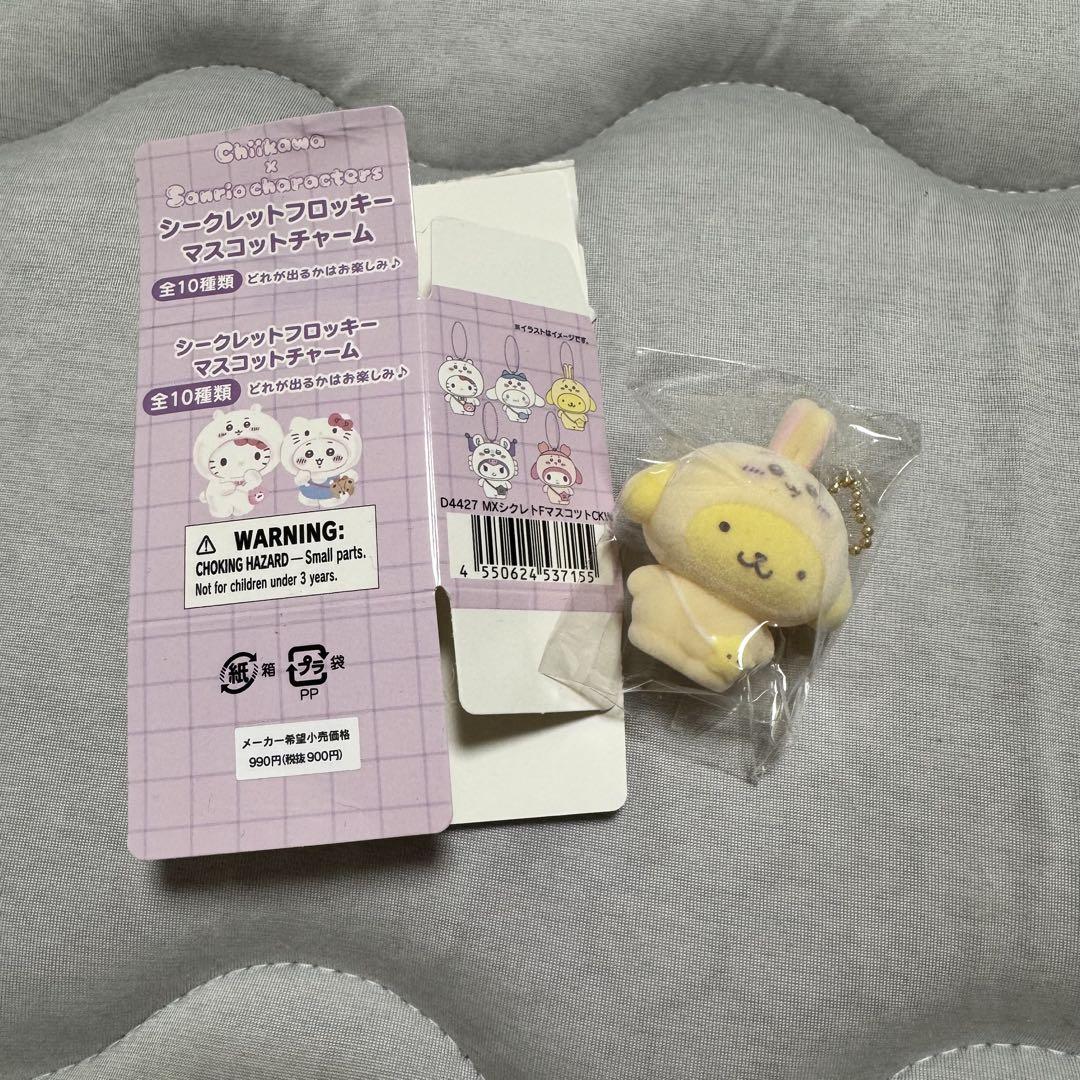 Chiikawa
×
Sanrio characters
シークレットフロッキー
マスコットチャーム
全10種類 どれが出るかはお楽しみ♪
シークレットフロッキー
マスコットチャーム
全10種類 どれが出るかはお楽しみ♪
WARNING:
CHOKING HAZARD — Small parts.
Not for children under 3 years.
紙 箱 プラ 袋
PP
メーカー希望小売価格
990円(税抜900円)
※イラストはイメージです。
D4427 MXシクレトFマスコツトCK
4 550624 537155